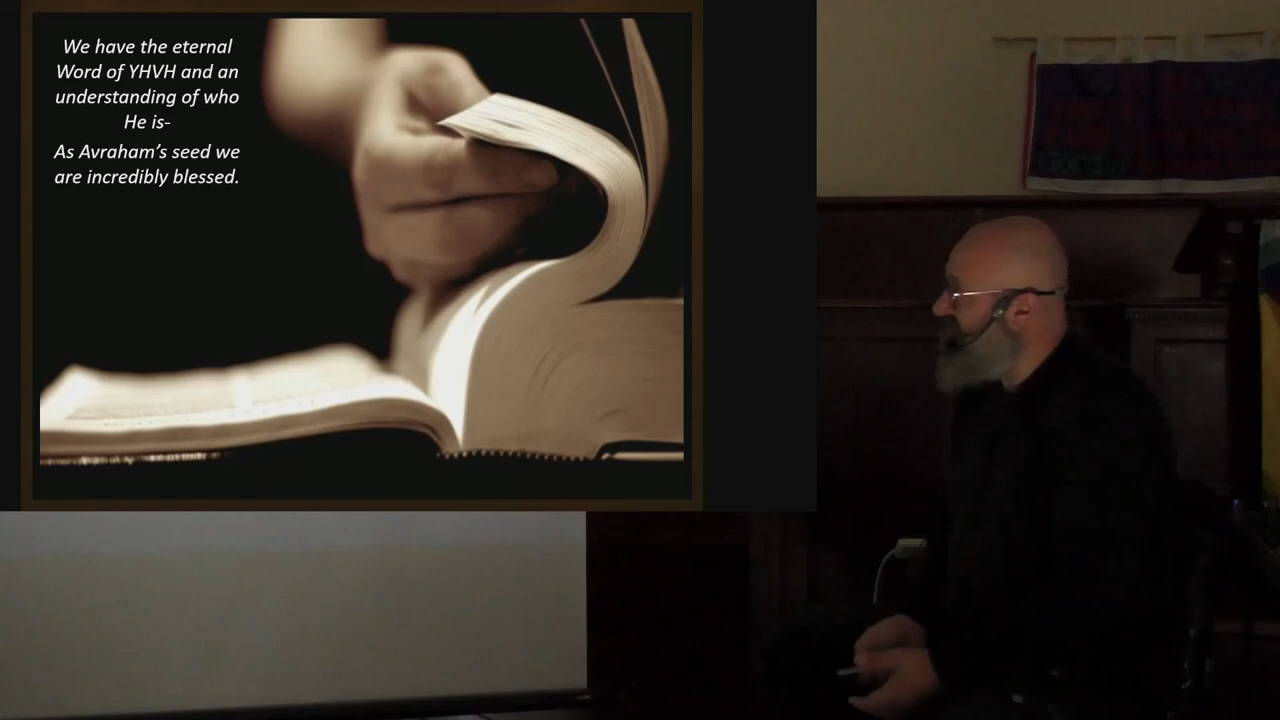 We have the eternal
Word of YHVH and an
understanding of who
He is-
As Avraham's seed we
are incredibly blessed.